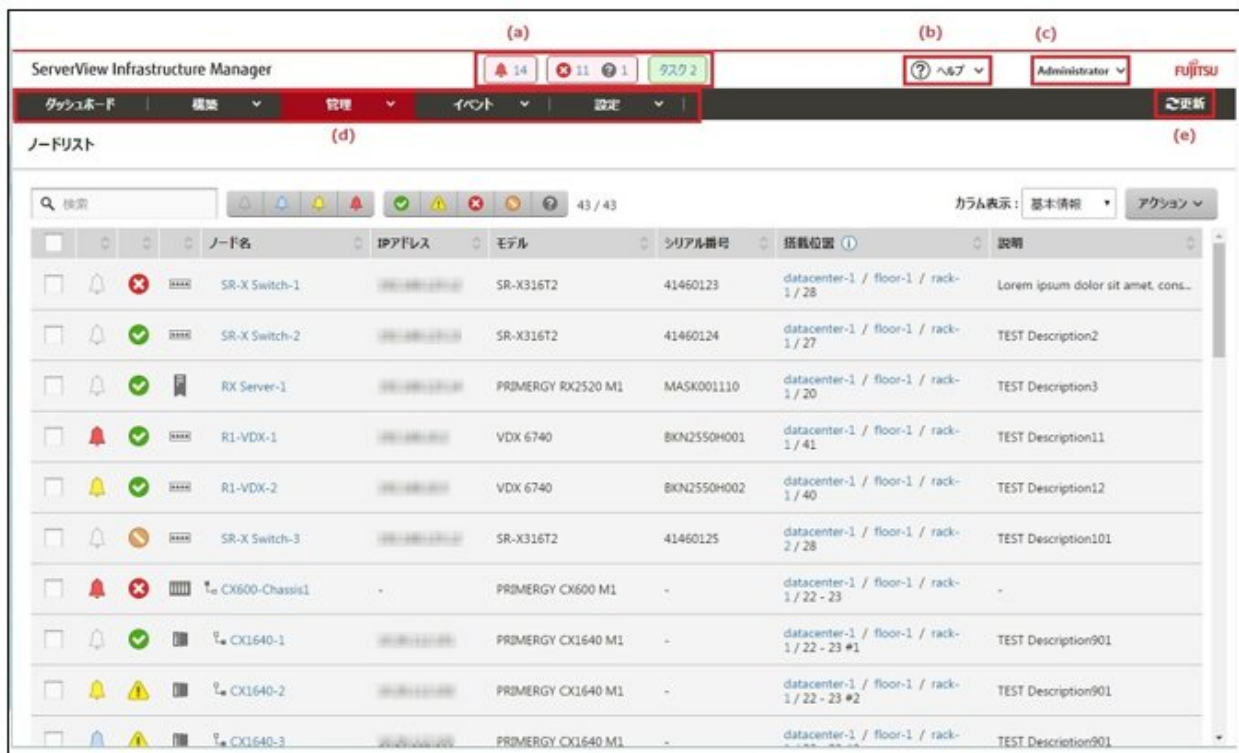 (a) (b) (c)
ServerView Infrastructure Manager 14 11 1 タスク 2 ヘルプ Administrator FUJITSU
ダッシュボード 構築 管理 イベント 設定 更新
(d) (e)
ノードリスト
検索 43 / 43 カラム表示 : 基本情報 アクション
ノード名 IPアドレス モデル シリアル番号 搭載位置 説明
SR-X Switch-1 SR-X316T2 41460123 datacenter-1 / floor-1 / rack-
1 / 28 Lorem ipsum dolor sit amet, cons...
SR-X Switch-2 SR-X316T2 41460124 datacenter-1 / floor-1 / rack-
1 / 27 TEST Description2
RX Server-1 PRIMERGY RX2520 M1 MASK001110 datacenter-1 / floor-1 / rack-
1 / 20 TEST Description3
R1-VDX-1 VDX 6740 BKN2550H001 datacenter-1 / floor-1 / rack-
1 / 41 TEST Description11
R1-VDX-2 VDX 6740 BKN2550H002 datacenter-1 / floor-1 / rack-
1 / 40 TEST Description12
SR-X Switch-3 SR-X316T2 41460125 datacenter-1 / floor-1 / rack-
2 / 28 TEST Description101
CX600-Chassis1 - PRIMERGY CX600 M1 - datacenter-1 / floor-1 / rack-
1 / 22 - 23 -
CX1640-1 PRIMERGY CX1640 M1 - datacenter-1 / floor-1 / rack-
1 / 22 - 23 #1 TEST Description901
CX1640-2 PRIMERGY CX1640 M1 - datacenter-1 / floor-1 / rack-
1 / 22 - 23 #2 TEST Description901
CX1640-3 PRIMERGY CX1640 M1 - datacenter-1 / floor-1 / rack-
TEST Description901